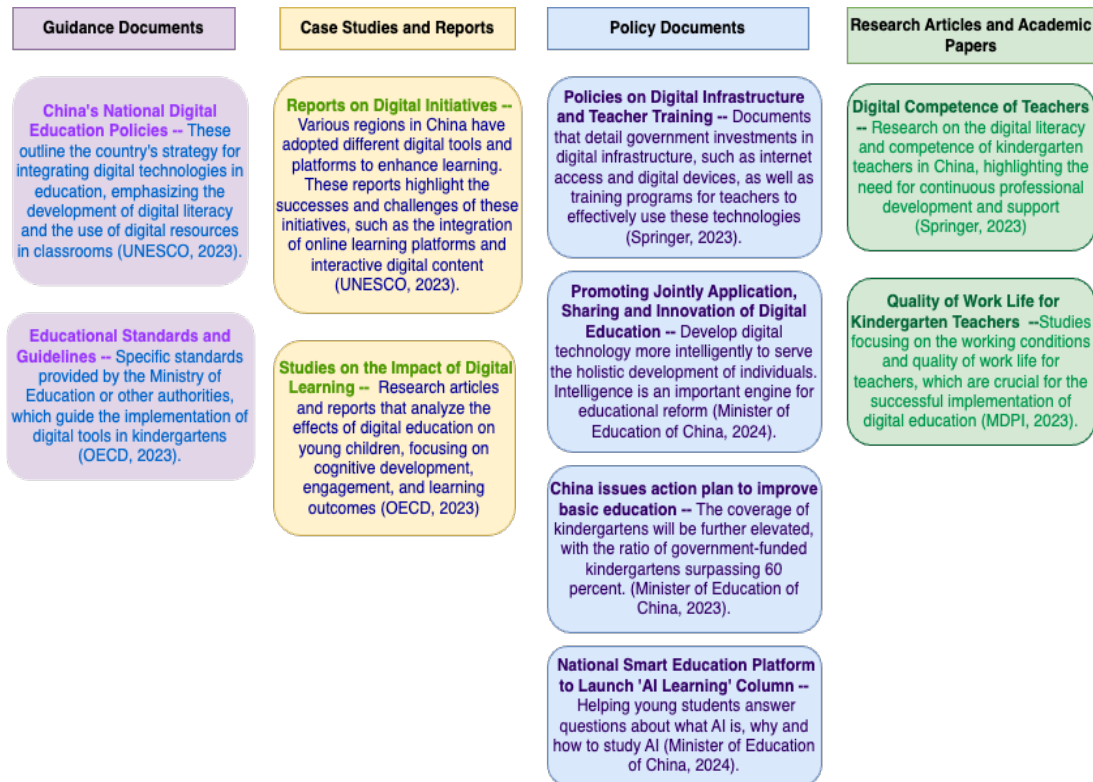 Guidance Documents
China's National Digital
Education Policies -- These
outline the country's strategy for
integrating digital technologies in
education, emphasizing the
development of digital literacy
and the use of digital resources
in classrooms (UNESCO, 2023).
Educational Standards and
Guidelines -- Specific standards
provided by the Ministry of
Education or other authorities,
which guide the implementation of
digital tools in kindergartens
(OECD, 2023).
Case Studies and Reports
Reports on Digital Initiatives --
Various regions in China have
adopted different digital tools and
platforms to enhance learning.
These reports highlight the
successes and challenges of these
initiatives, such as the integration
of online learning platforms and
interactive digital content
(UNESCO, 2023).
Studies on the Impact of Digital
Learning -- Research articles
and reports that analyze the
effects of digital education on
young children, focusing on
cognitive development,
engagement, and learning
outcomes (OECD, 2023)
Policy Documents
Policies on Digital Infrastructure
and Teacher Training -- Documents
that detail government investments in
digital infrastructure, such as internet
access and digital devices, as well as
training programs for teachers to
effectively use these technologies
(Springer, 2023).
Promoting Jointly Application,
Sharing and Innovation of Digital
Education -- Develop digital
technology more intelligently to serve
the holistic development of individuals.
Intelligence is an important engine for
educational reform (Minister of
Education of China, 2024).
China issues action plan to improve
basic education -- The coverage of
kindergartens will be further elevated,
with the ratio of government-funded
kindergartens surpassing 60
percent. (Minister of Education of
China, 2023).
National Smart Education Platform
to Launch 'AI Learning' Column --
Helping young students answer
questions about what AI is, why and
how to study AI (Minister of Education
of China, 2024).
Research Articles and Academic
Papers
Digital Competence of Teachers
-- Research on the digital literacy
and competence of kindergarten
teachers in China, highlighting the
need for continuous professional
development and support
(Springer, 2023)
Quality of Work Life for
Kindergarten Teachers --Studies
focusing on the working conditions
and quality of work life for
teachers, which are crucial for the
successful implementation of
digital education (MDPI, 2023).